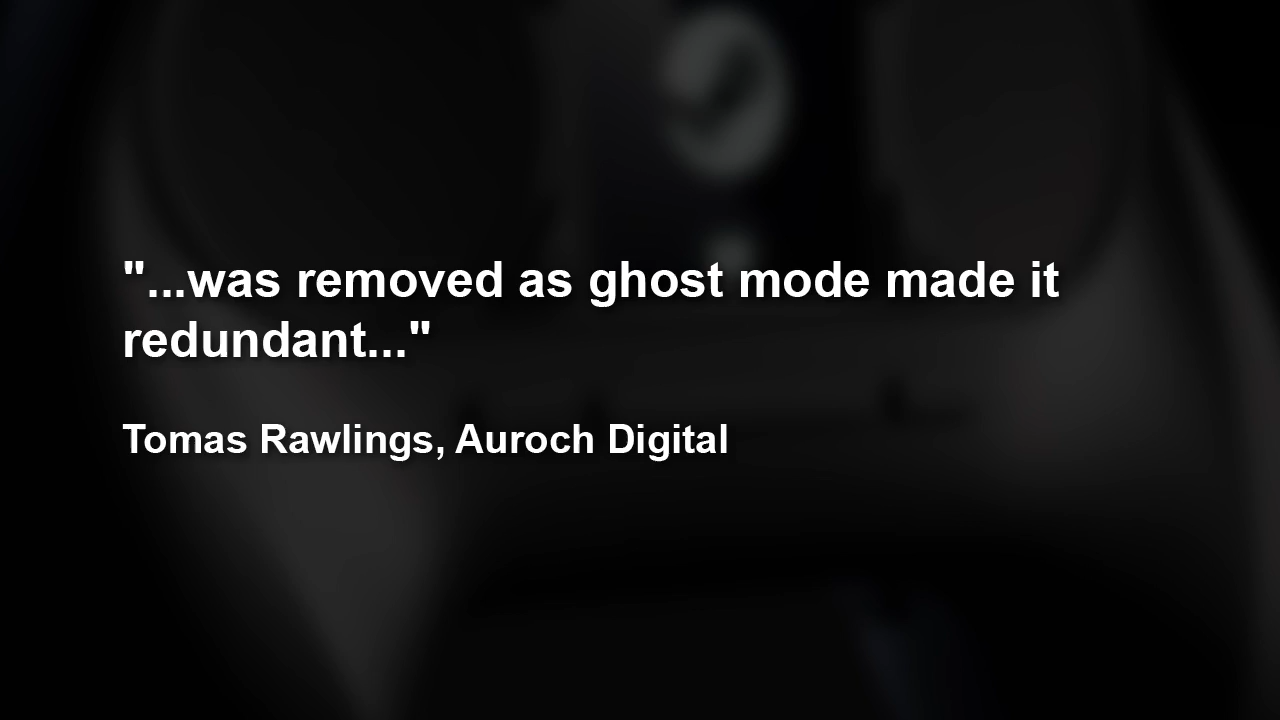 "...was removed as ghost mode made it
redundant..."
Tomas Rawlings, Auroch Digital